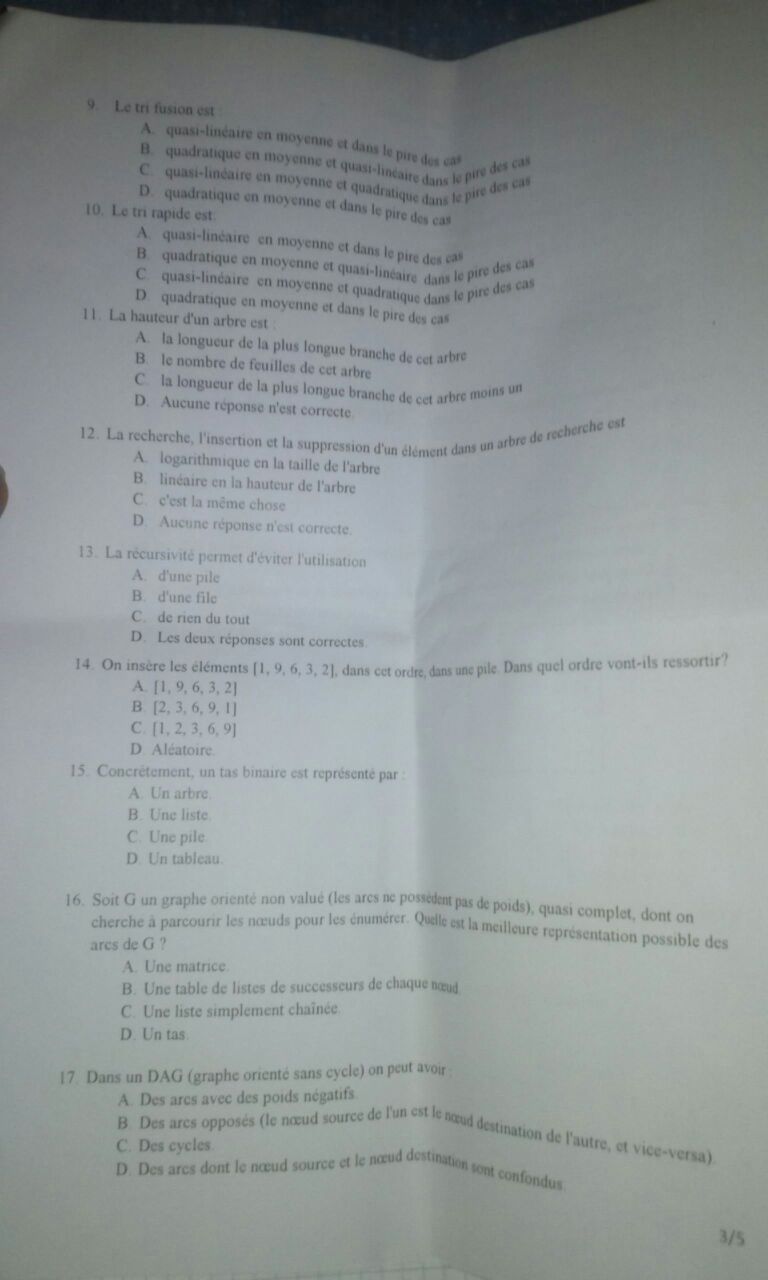 9. Le tri fusion est :
A. quasi-linéaire en moyenne et dans le pire des cas
B. quadratique en moyenne et quasi-linéaire dans le pire des cas
C. quasi-linéaire en moyenne et quadratique dans le pire des cas
D. quadratique en moyenne et dans le pire des cas
10. Le tri rapide est:
A. quasi-linéaire en moyenne et dans le pire des cas
B. quadratique en moyenne et quasi-linéaire dans le pire des cas
C. quasi-linéaire en moyenne et quadratique dans le pire des cas
D. quadratique en moyenne et dans le pire des cas
11. La hauteur d'un arbre est :
A. la longueur de la plus longue branche de cet arbre
B. le nombre de feuilles de cet arbre
C. la longueur de la plus longue branche de cet arbre moins un
D. Aucune réponse n'est correcte.
12. La recherche, l'insertion et la suppression d'un élément dans un arbre de recherche est
A. logarithmique en la taille de l'arbre
B. linéaire en la hauteur de l'arbre
C. c'est la même chose
D. Aucune réponse n'est correcte.
13. La récursivité permet d'éviter l'utilisation
A. d'une pile
B. d'une file
C. de rien du tout
D. Les deux réponses sont correctes
14. On insère les éléments [1, 9, 6, 3, 2], dans cet ordre, dans une pile. Dans quel ordre vont-ils ressortir?
A. [1, 9, 6, 3, 2]
B. [2, 3, 6, 9, 1]
C. [1, 2, 3, 6, 9]
D. Aléatoire.
15. Concrètement, un tas binaire est représenté par :
A. Un arbre.
B. Une liste.
C. Une pile.
D. Un tableau.
16. Soit G un graphe orienté non valué (les arcs ne possèdent pas de poids), quasi complet, dont on
cherche à parcourir les nœuds pour les énumérer. Quelle est la meilleure représentation possible des
arcs de G ?
A. Une matrice.
B. Une table de listes de successeurs de chaque nœud.
C. Une liste simplement chaînée.
D. Un tas.
17. Dans un DAG (graphe orienté sans cycle) on peut avoir :
A. Des arcs avec des poids négatifs.
B. Des arcs opposés (le nœud source de l'un est le nœud destination de l'autre, et vice-versa).
C. Des cycles.
D. Des arcs dont le nœud source et le nœud destination sont confondus.
3/5